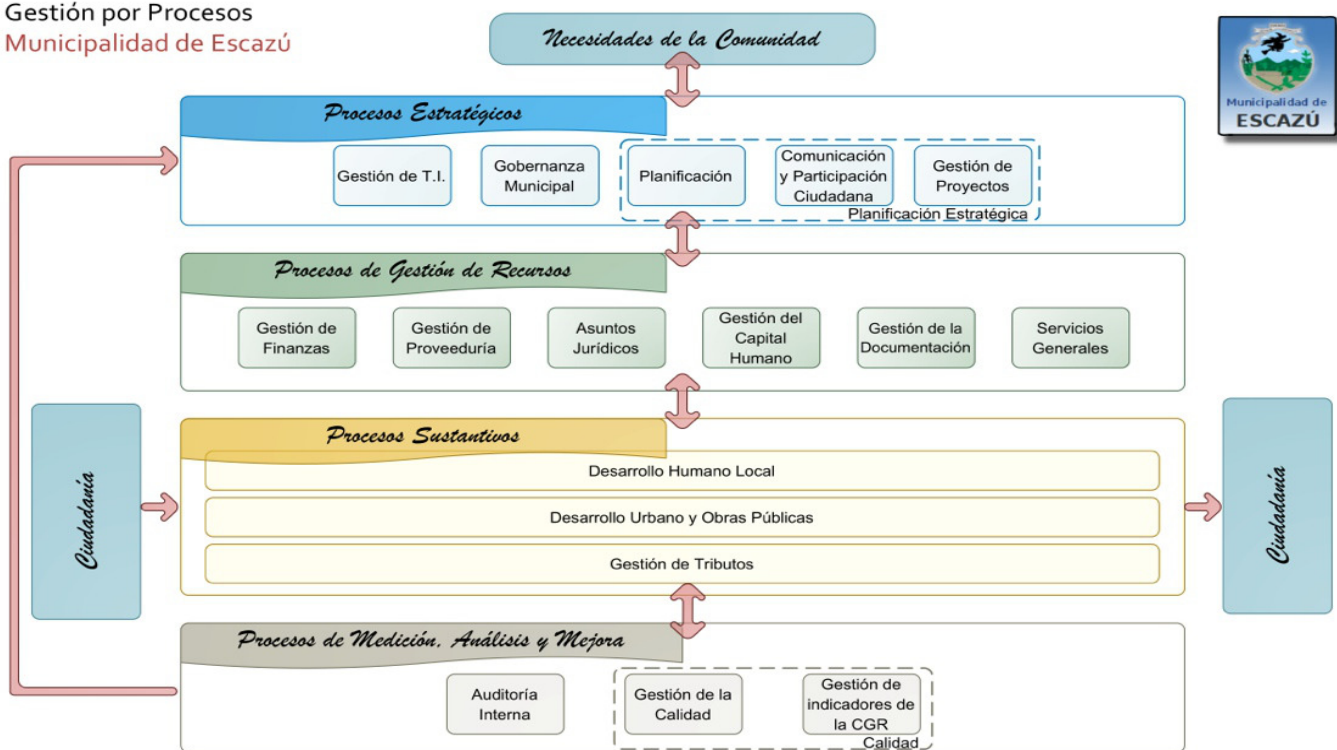 Gestión por Procesos
Municipalidad de Escazú
Necesidades de la Comunidad
Municipalidad de
ESCAZÚ
Procesos Estratégicos
Gestión de T.I.
Gobernanza
Municipal
Planificación
Comunicación
y Participación
Ciudadana
Gestión de
Proyectos
Planificación Estratégica
Procesos de Gestión de Recursos
Gestión de
Finanzas
Gestión de
Proveeduría
Asuntos
Jurídicos
Gestión del
Capital
Humano
Gestión de la
Documentación
Servicios
Generales
Ciudadanía
Procesos Sustantivos
Desarrollo Humano Local
Desarrollo Urbano y Obras Públicas
Gestión de Tributos
Ciudadanía
Procesos de Medición, Análisis y Mejora
Auditoría
Interna
Gestión de la
Calidad
Gestión de
indicadores de
la CGR
Calidad